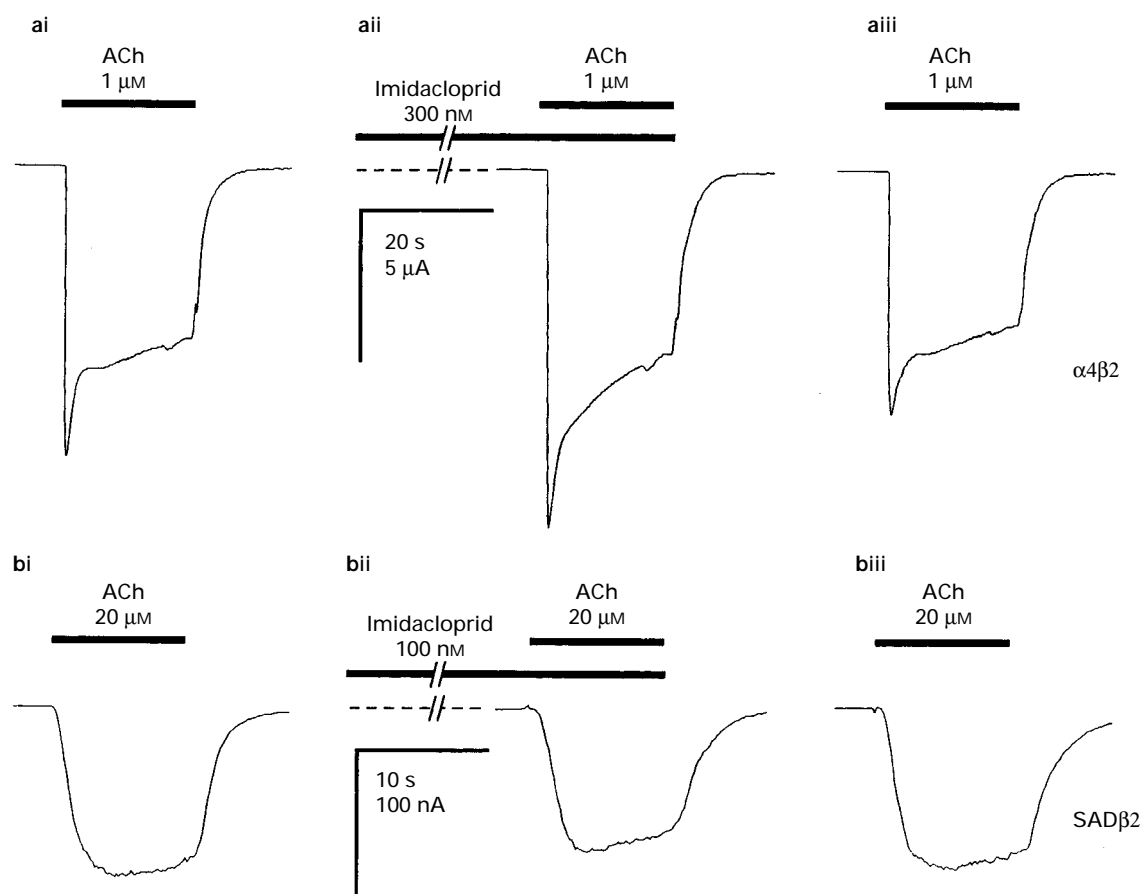 ai
ACh
1 μM
aii
ACh
1 μM
Imidacloprid
300 nM
20 s
5 μA
aiii
ACh
1 μM
α4β2
bi
ACh
20 μM
bii
ACh
20 μM
Imidacloprid
100 nM
10 s
100 nA
biii
ACh
20 μM
SADβ2